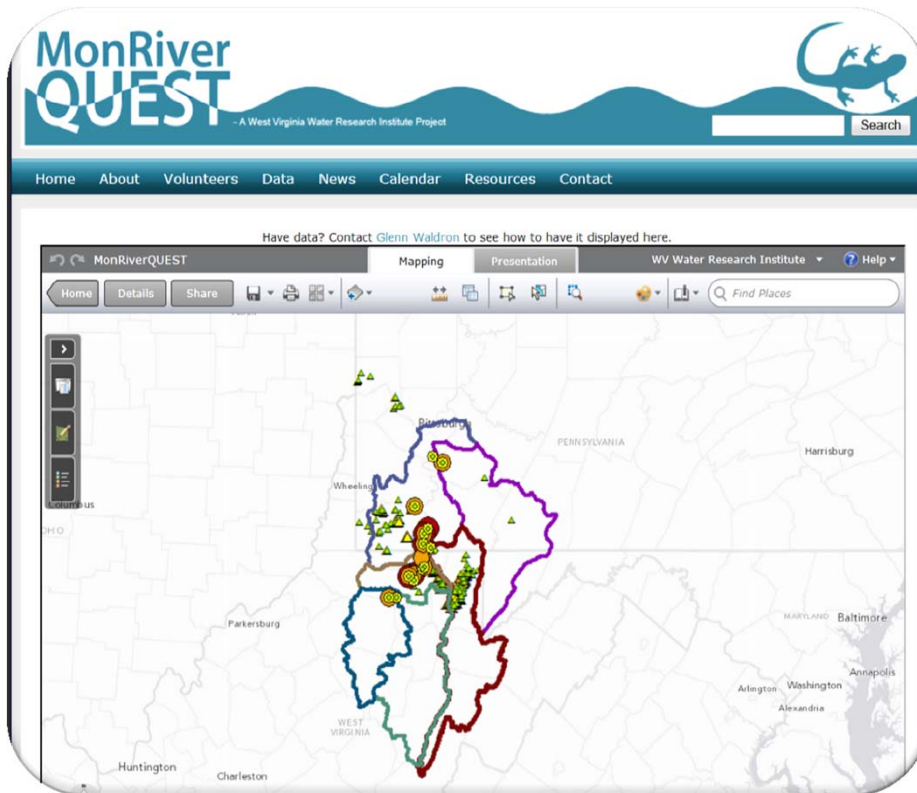 MonRiver
QUEST
- A West Virginia Water Research Institute Project
Search
Home About Volunteers Data News Calendar Resources Contact
Have data? Contact Glenn Waldron to see how to have it displayed here.
MonRiverQUEST Mapping Presentation WV Water Research Institute Help
Home Details Share Find Places
Pittsburgh
PENNSYLVANIA
Harrisburg
Wheeling
Columbus
OHIO
MARYLAND Baltimore
Parkersburg
Annapolis
Arlington Washington
Alexandria
WEST
VIRGINIA
Huntington
Charleston